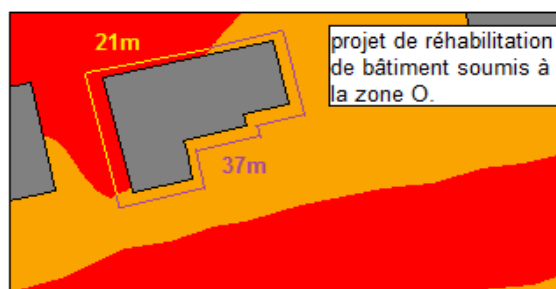 21m
projet de réhabilitation
de bâtiment soumis à
la zone O.
37m